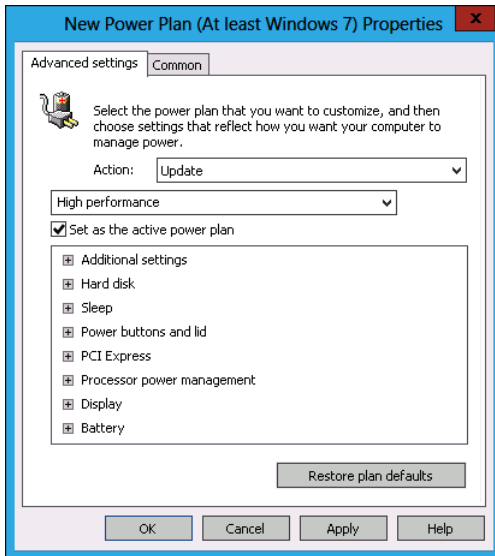 New Power Plan (At least Windows 7) Properties
x
Advanced settings
Common
Select the power plan that you want to customize, and then
choose settings that reflect how you want your computer to
manage power.
Action:
Update
High performance
Set as the active power plan
Additional settings
Hard disk
Sleep
Power buttons and lid
PCI Express
Processor power management
Display
Battery
Restore plan defaults
OK
Cancel
Apply
Help